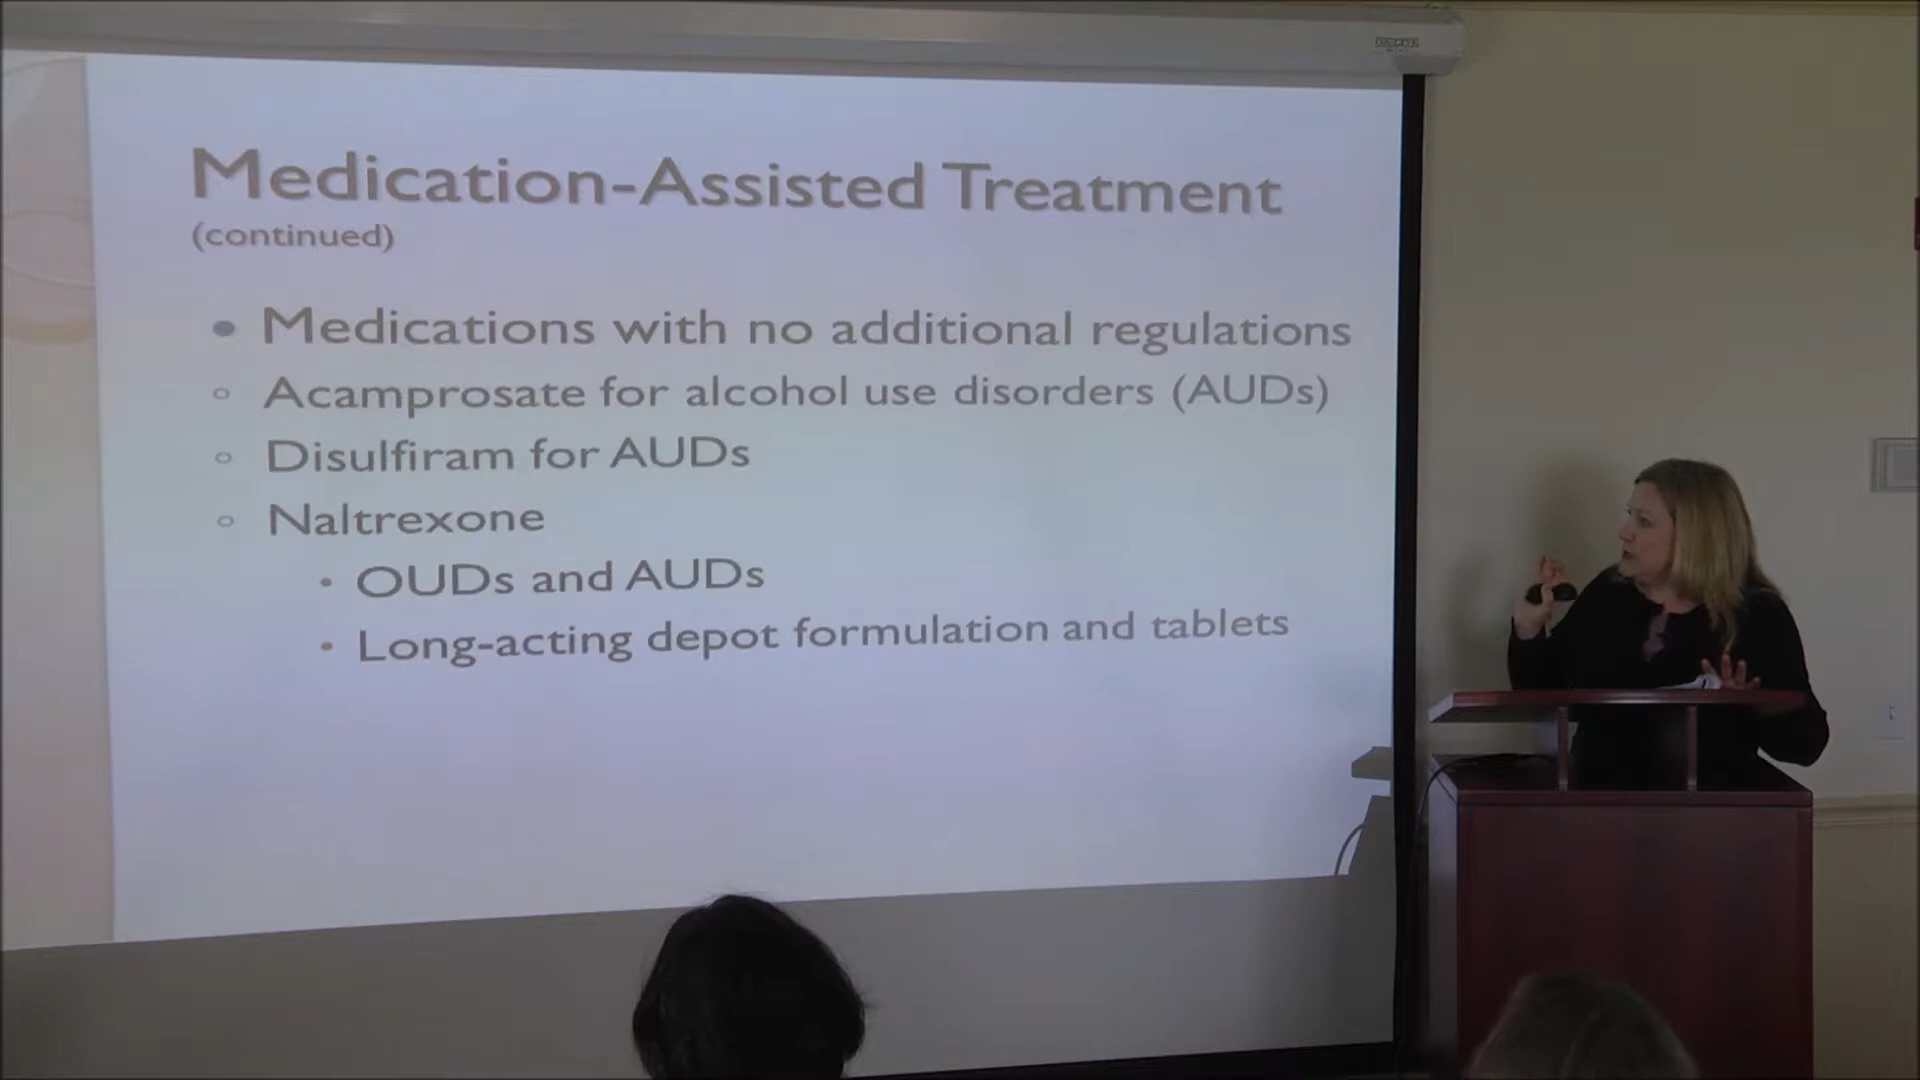 Medication-Assisted Treatment
(continued)
Medications with no additional regulations
Acamprosate for alcohol use disorders (AUDs)
Disulfiram for AUDs
Naltrexone
OUDs and AUDs
Long-acting depot formulation and tablets